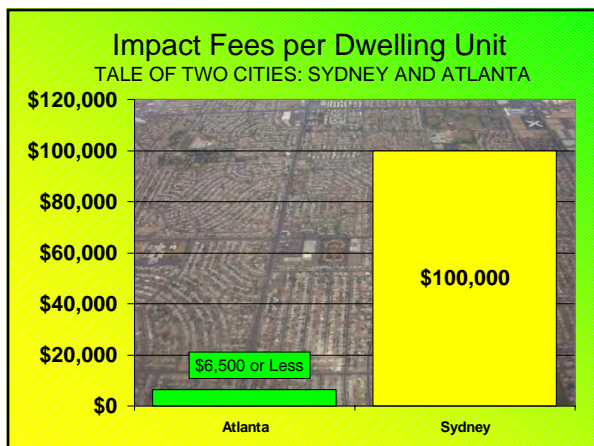 Impact Fees per Dwelling Unit
TALE OF TWO CITIES: SYDNEY AND ATLANTA
$120,000
$100,000
$80,000
$60,000
$40,000
$20,000
$0
$6,500 or Less
$100,000
Atlanta
Sydney